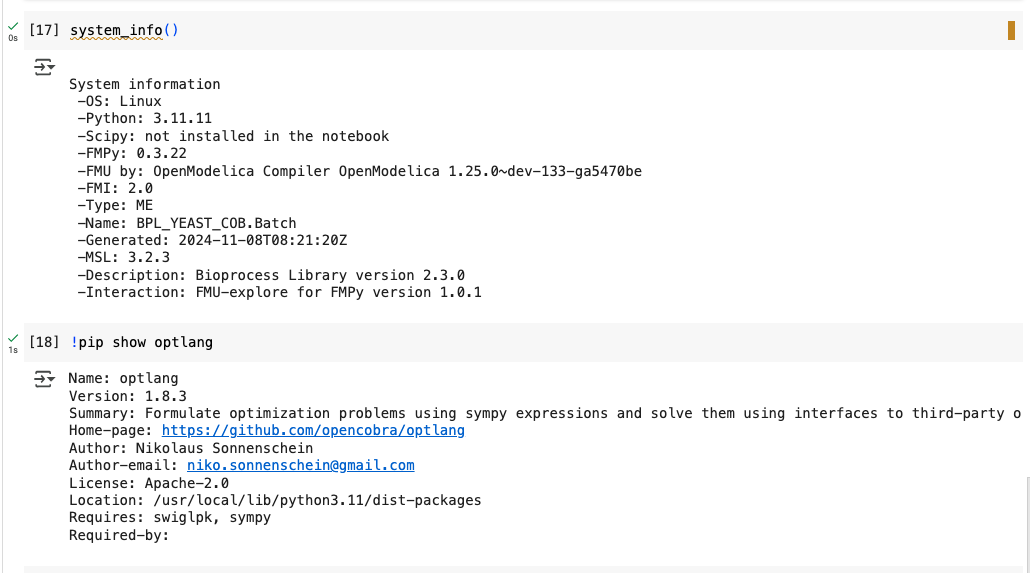 [17] system_info()
0s
System information
-OS: Linux
-Python: 3.11.11
-Scipy: not installed in the notebook
-FMPy: 0.3.22
-FMU by: OpenModelica Compiler OpenModelica 1.25.0~dev-133-ga5470be
-FMI: 2.0
-Type: ME
-Name: BPL_YEAST_COB.Batch
-Generated: 2024-11-08T08:21:20Z
-MSL: 3.2.3
-Description: Bioprocess Library version 2.3.0
-Interaction: FMU-explore for FMPy version 1.0.1
[18] !pip show optlang
1s
Name: optlang
Version: 1.8.3
Summary: Formulate optimization problems using sympy expressions and solve them using interfaces to third-party o
Home-page: https://github.com/opencobra/optlang
Author: Nikolaus Sonnenschein
Author-email: niko.sonnenschein@gmail.com
License: Apache-2.0
Location: /usr/local/lib/python3.11/dist-packages
Requires: swiglpk, sympy
Required-by: